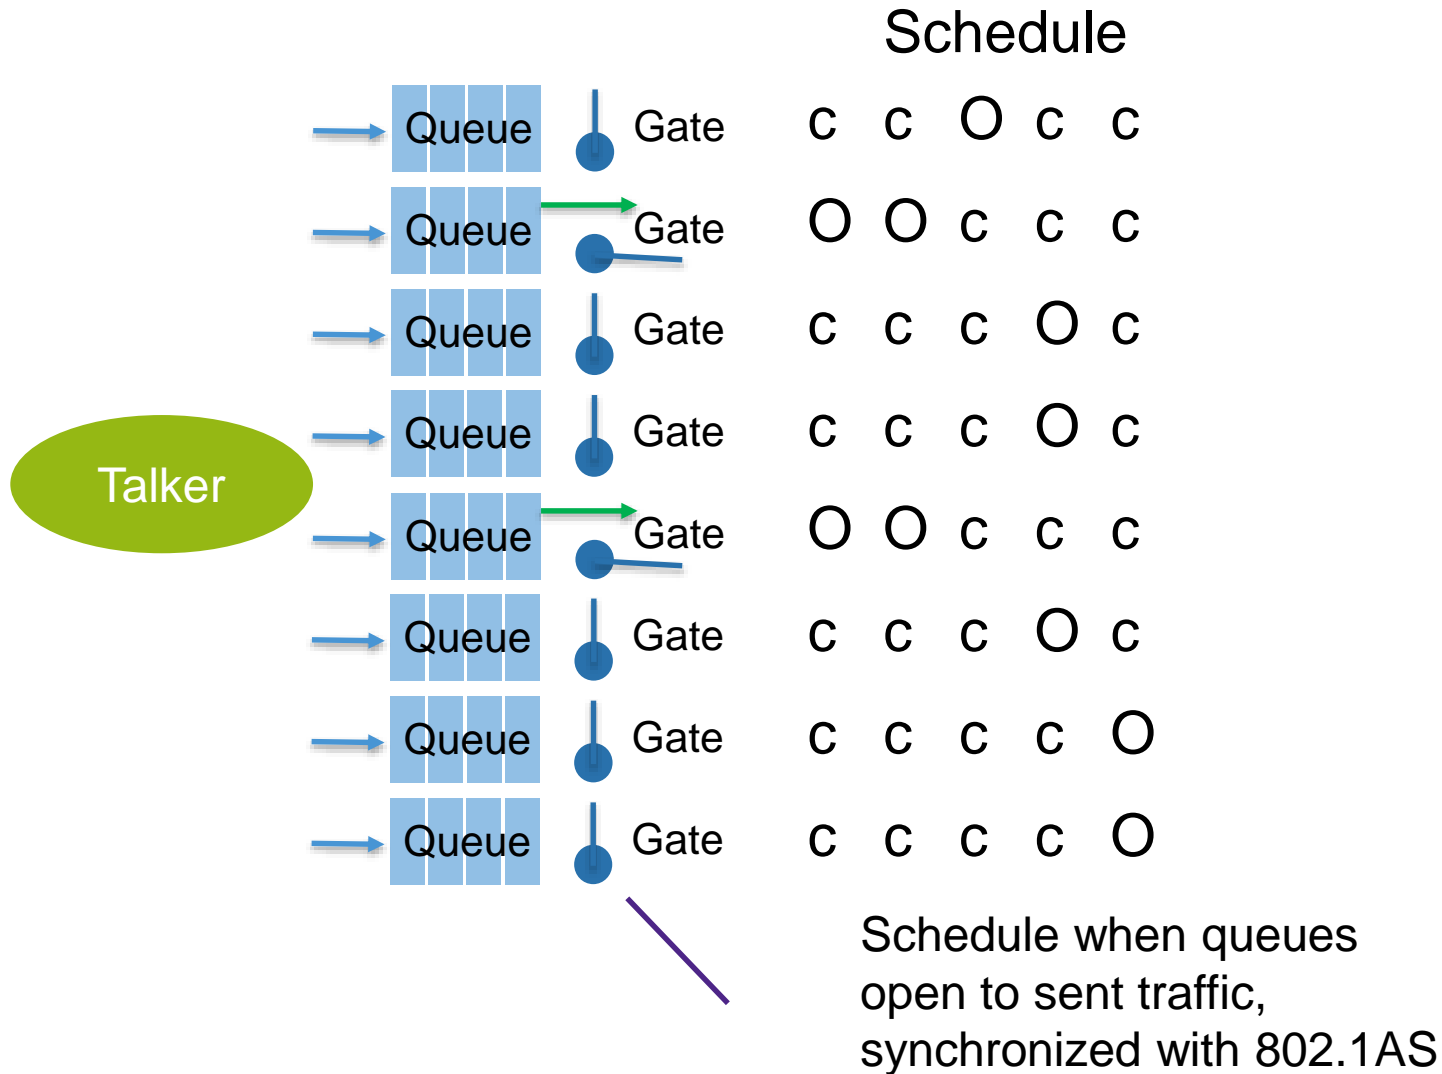 Schedule
Queue Gate c c O c c
Queue Gate O O c c c
Queue Gate c c c O c
Queue Gate c c c O c
Talker
Queue Gate O O c c c
Queue Gate c c c O c
Queue Gate c c c c O
Queue Gate c c c c O
Schedule when queues
open to sent traffic,
synchronized with 802.1AS